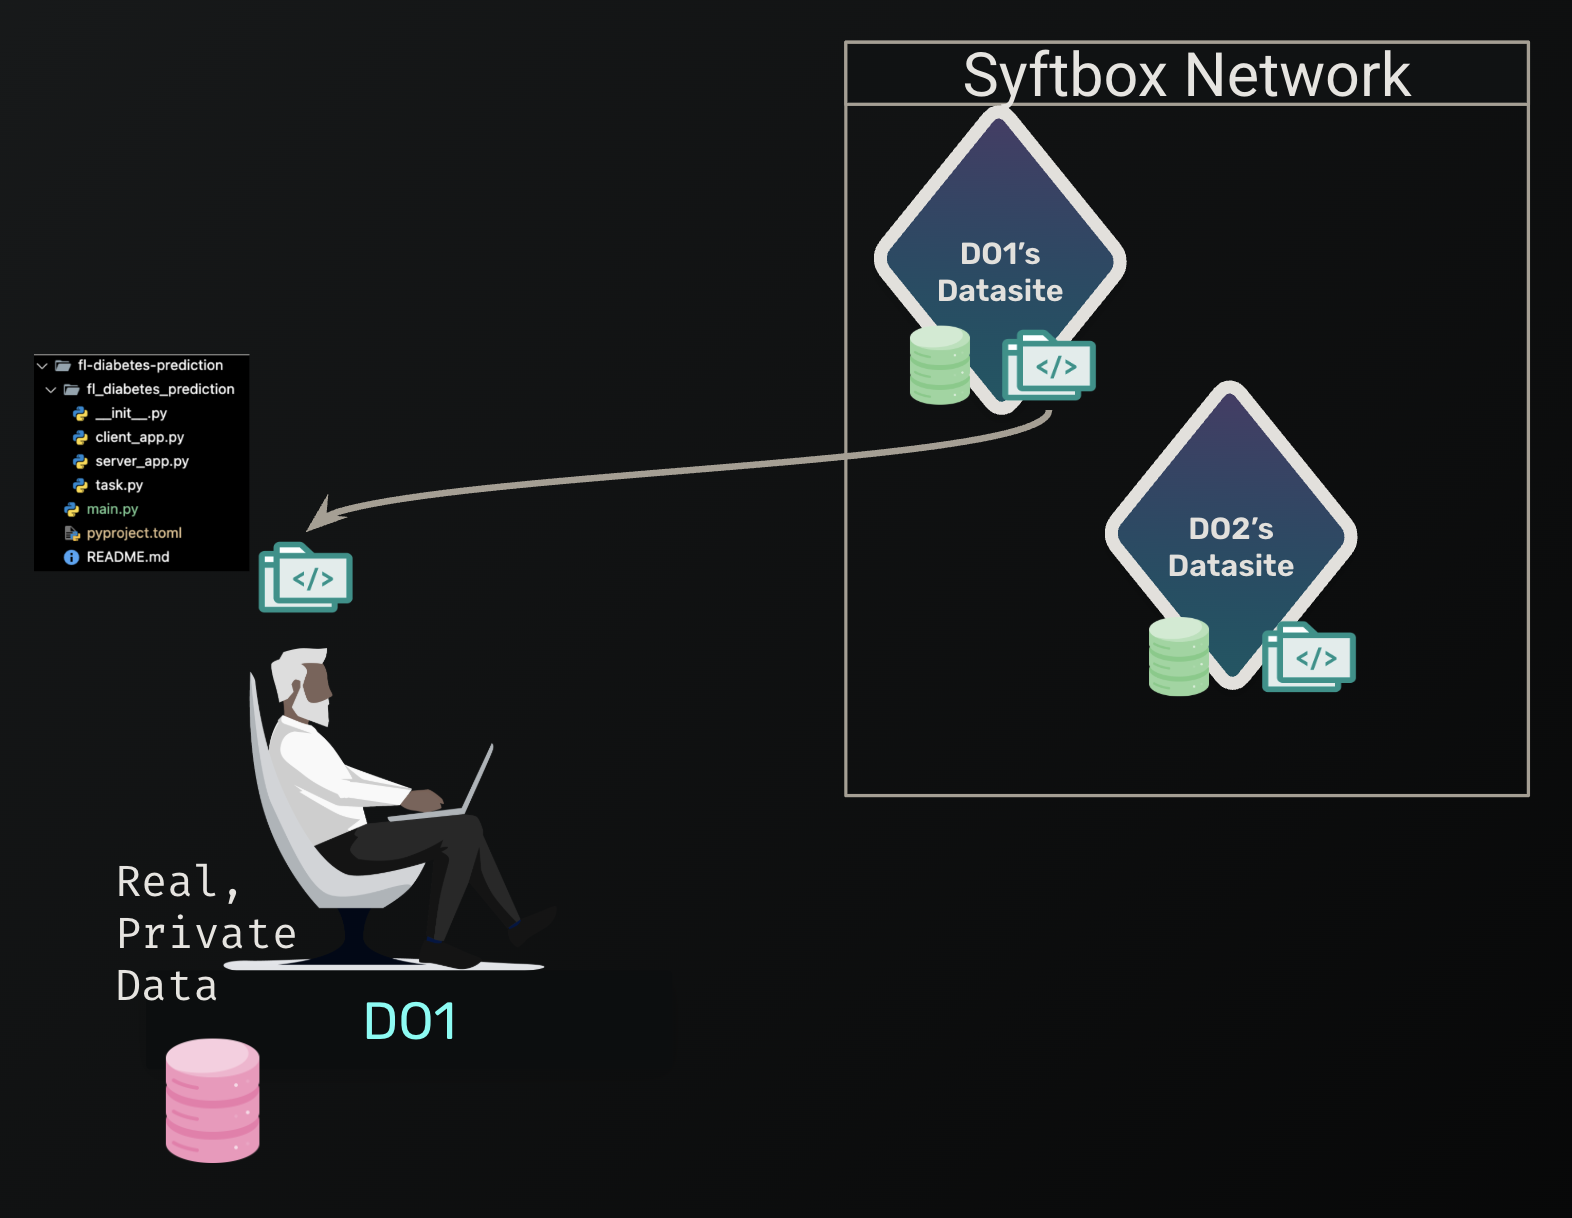 Syftbox Network
DO1's
Datasite
</>
fl-diabetes-prediction
fl_diabetes_prediction
__init__.py
client_app.py
server_app.py
task.py
main.py
pyproject.toml
README.md
</>
DO2's
Datasite
</>
Real,
Private
Data
DO1